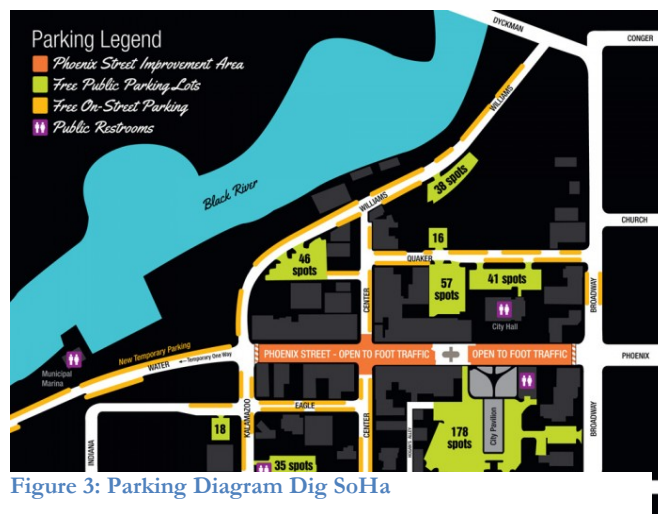 Parking Legend
Phoenix Street Improvement Area
Free Public Parking Lots
Free On-Street Parking
Public Restrooms
DYCKMAN
CONGER
WILLIAMS
Black River
38 spots
WILLIAMS
CHURCH
16
46
spots
QUAKER
41 spots
57
spots
CENTER
BROADWAY
City Hall
New Temporary Parking
Temporary One Way
WATER
Municipal
Marina
PHOENIX STREET - OPEN TO FOOT TRAFFIC
OPEN TO FOOT TRAFFIC
PHOENIX
EAGLE
KALAMAZOO
CENTER
BROADWAY
INDIANA
18
City Pavilion
178
spots
35 spots
Figure 3: Parking Diagram Dig SoHa